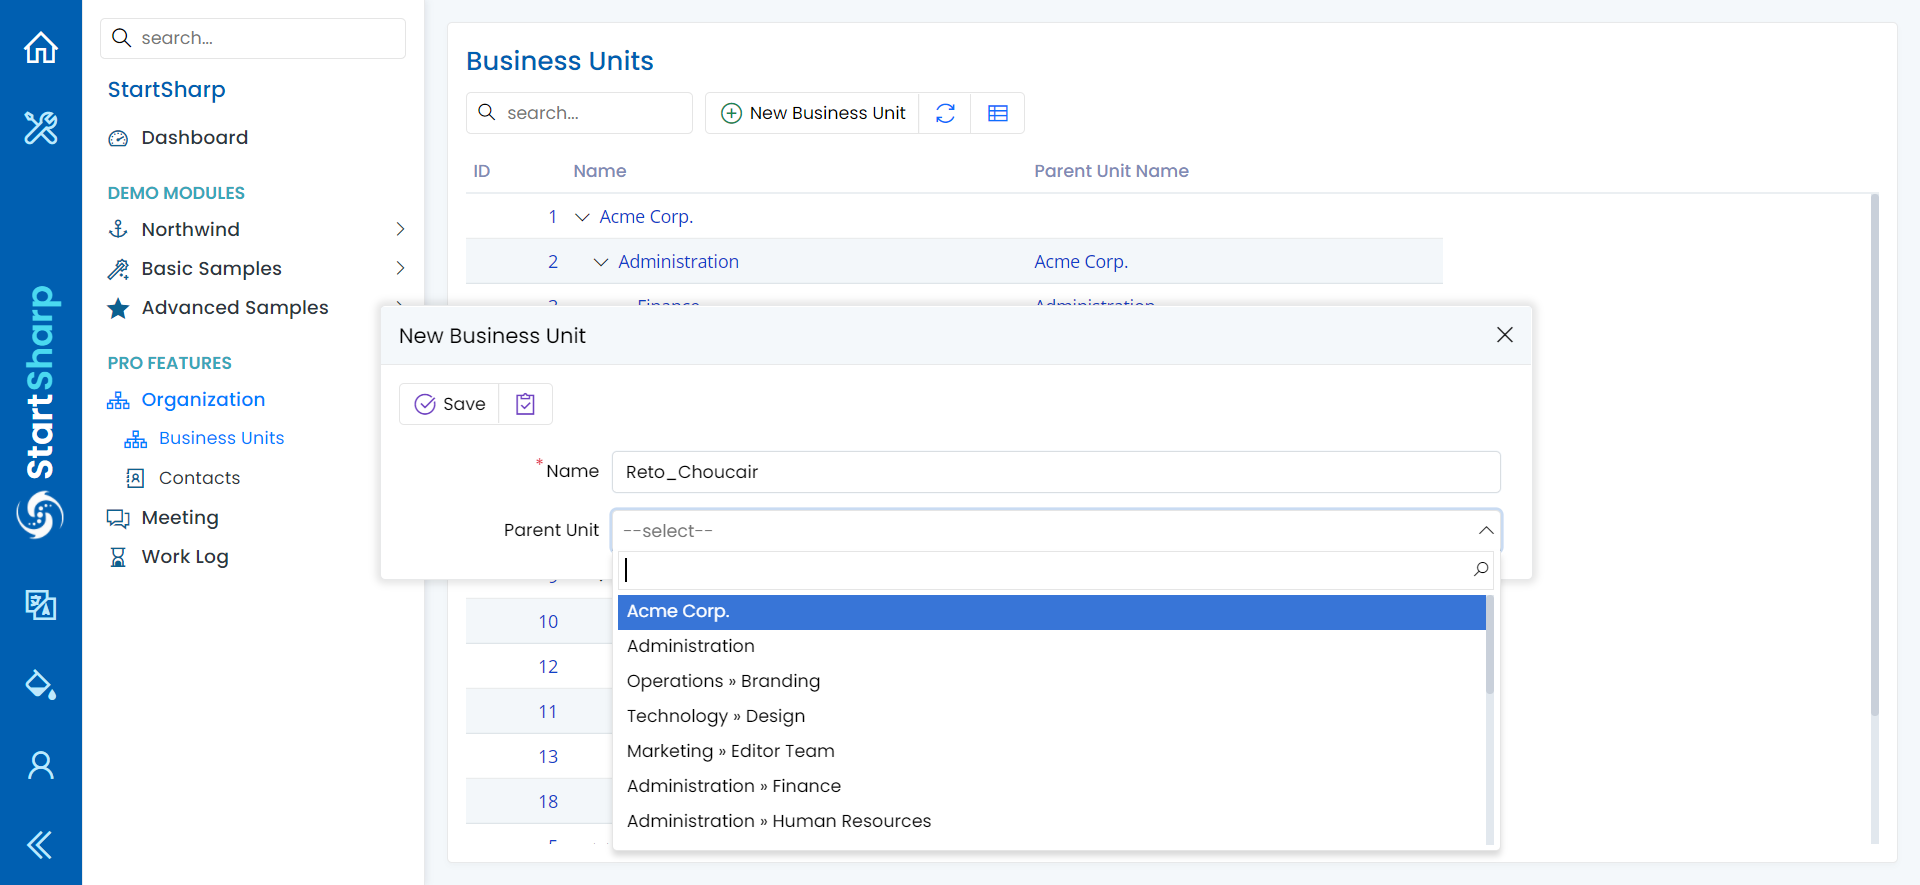 StartSharp
search...
StartSharp
Dashboard
DEMO MODULES
Northwind
Basic Samples
Advanced Samples
PRO FEATURES
Organization
Business Units
Contacts
Meeting
Work Log
Business Units
search...
New Business Unit
ID Name Parent Unit Name
1 Acme Corp.
2 Administration Acme Corp.
Finance Administration
New Business Unit
Save
* Name Reto_Choucair
Parent Unit --select--
Acme Corp.
Administration
Operations » Branding
Technology » Design
Marketing » Editor Team
Administration » Finance
Administration » Human Resources
10
12
11
13
18